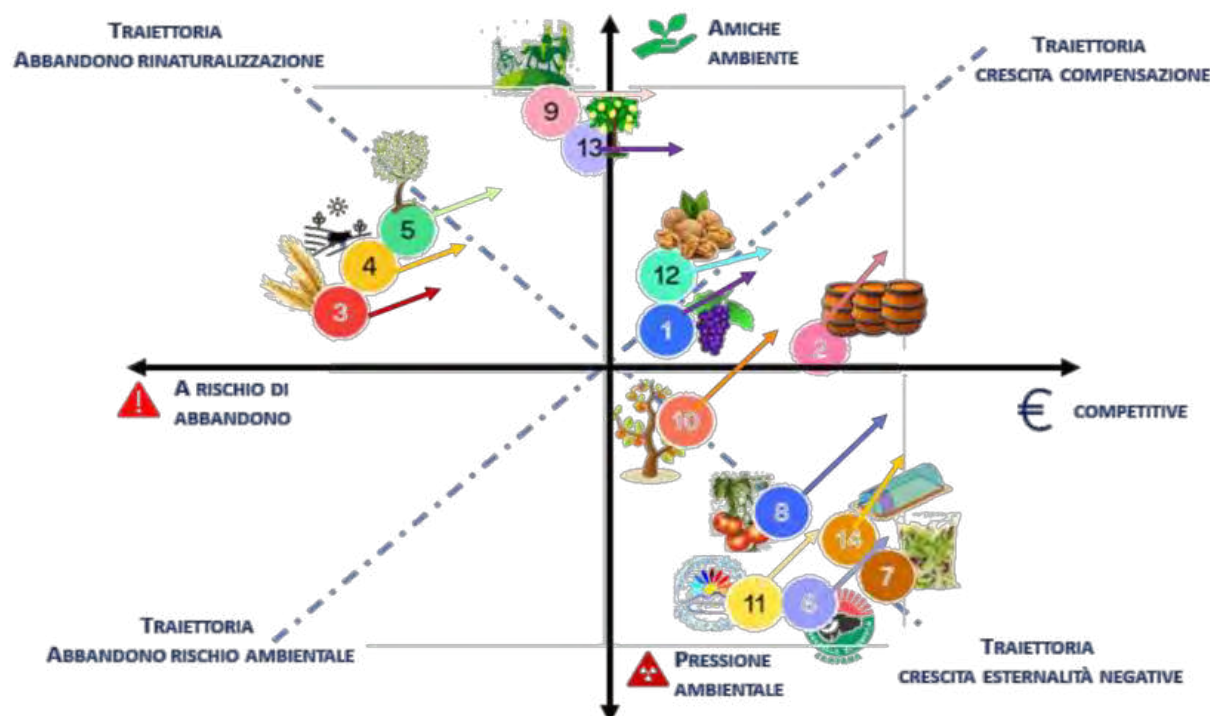 TRAIETTORIA
ABBANDONO RINATURALIZZAZIONE
AMICHE
AMBIENTE
TRAIETTORIA
CRESCITA COMPENSAZIONE
9
13
5
4
3
12
1
2
A RISCHIO DI
ABBANDONO
€ COMPETITIVE
10
8
14
7
11
6
TRAIETTORIA
ABBANDONO RISCHIO AMBIENTALE
PRESSIONE
AMBIENTALE
TRAIETTORIA
CRESCITA ESTERNALITÀ NEGATIVE